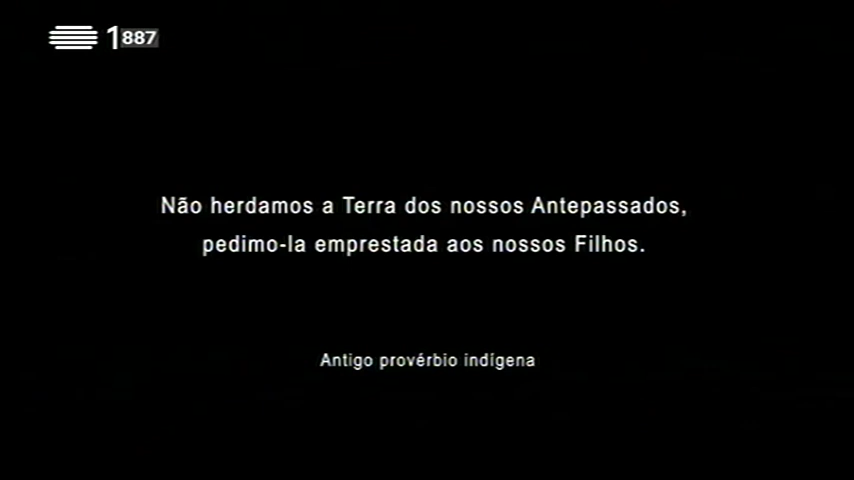 1 887
Não herdamos a Terra dos nossos Antepassados,
pedimo-la emprestada aos nossos Filhos.
Antigo provérbio indígena